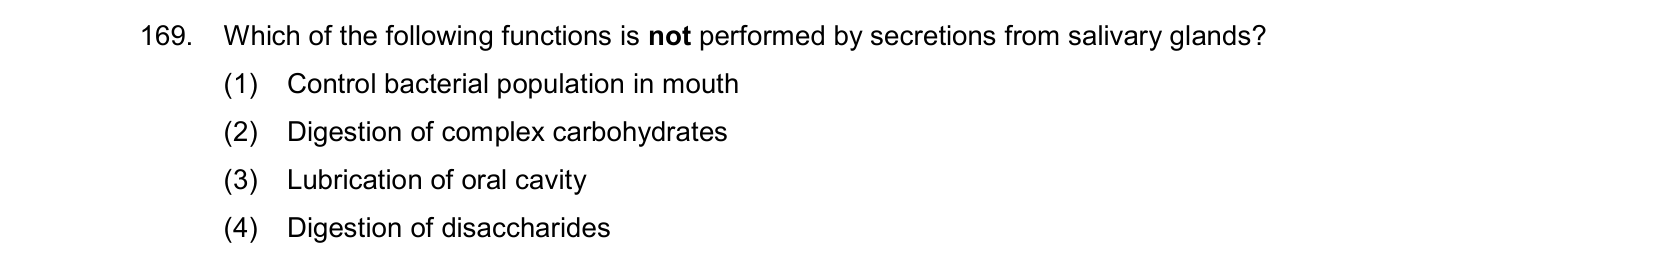 169. Which of the following functions is not performed by secretions from salivary glands?
(1) Control bacterial population in mouth
(2) Digestion of complex carbohydrates
(3) Lubrication of oral cavity
(4) Digestion of disaccharides